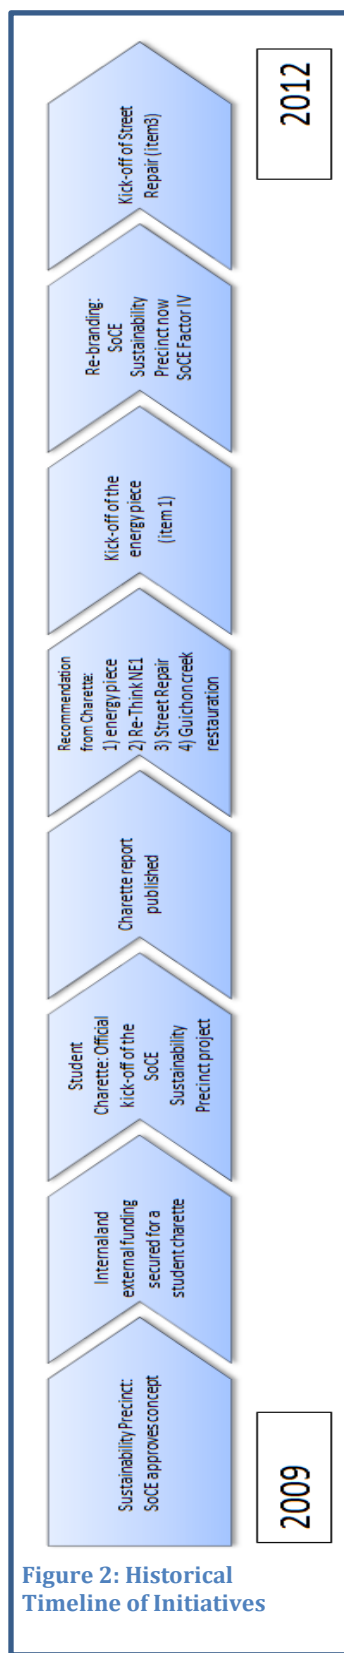 Sustainability Precinct:
SoCE approves concept
Internal and
external funding
secured for a
student charette
Student
Charette: Official
kick-off of the
SoCE
Sustainability
Precinct project
Charette report
published
Recommendation
from Charette:
1) energy piece
2) Re-Think NE1
3) Street Repair
4) Guichon creek
restauration
Kick-off of the
energy piece
(item 1)
Re-branding:
SoCE
Sustainability
Precinct now
SoCE Factor IV
Kick-off of Street
Repair (item3)
2009
2012
Figure 2: Historical
Timeline of Initiatives